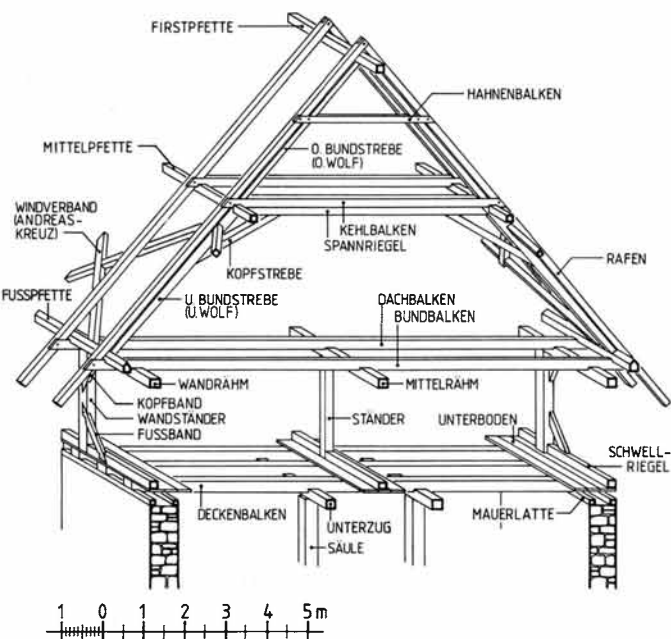 FIRSTPFETTE
HAHNENBALKEN
O. BUNDSTREBE
(O.WOLF)
MITTELPFETTE
WINDVERBAND
(ANDREAS-
KREUZ)
KEHLBALKEN
SPANNRIEGEL
KOPFSTREBE
RAFEN
FUSSPFETTE
U. BUNDSTREBE
(U.WOLF)
DACHBALKEN
BUNDBALKEN
WANDRÄHM
MITTELRÄHM
KOPFBAND
WANDSTÄNDER
FUSSBAND
STÄNDER
UNTERBODEN
SCHWELL-
RIEGEL
DECKENBALKEN
UNTERZUG
MAUERLATTE
SÄULE
1 0 1 2 3 4 5 m